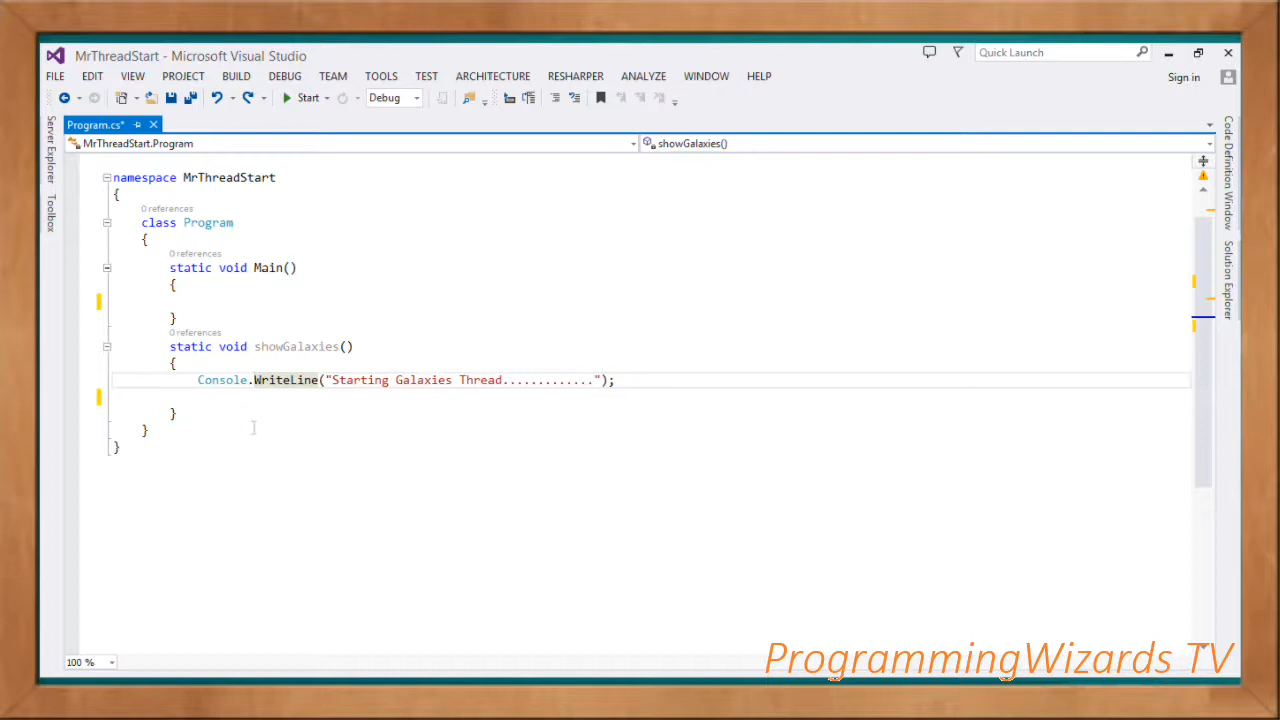 MrThreadStart - Microsoft Visual Studio
Quick Launch
FILE EDIT VIEW PROJECT BUILD DEBUG TEAM TOOLS TEST ARCHITECTURE RESHARPER ANALYZE WINDOW HELP
Sign in
Start Debug
Program.cs*
MrThreadStart.Program
showGalaxies()
Server Explorer
Toolbox
Code Definition Window
Solution Explorer
namespace MrThreadStart
{
0 references
class Program
{
0 references
static void Main()
{
}
0 references
static void showGalaxies()
{
Console.WriteLine("Starting Galaxies Thread.............");
}
}
}
100 %
ProgrammingWizards TV